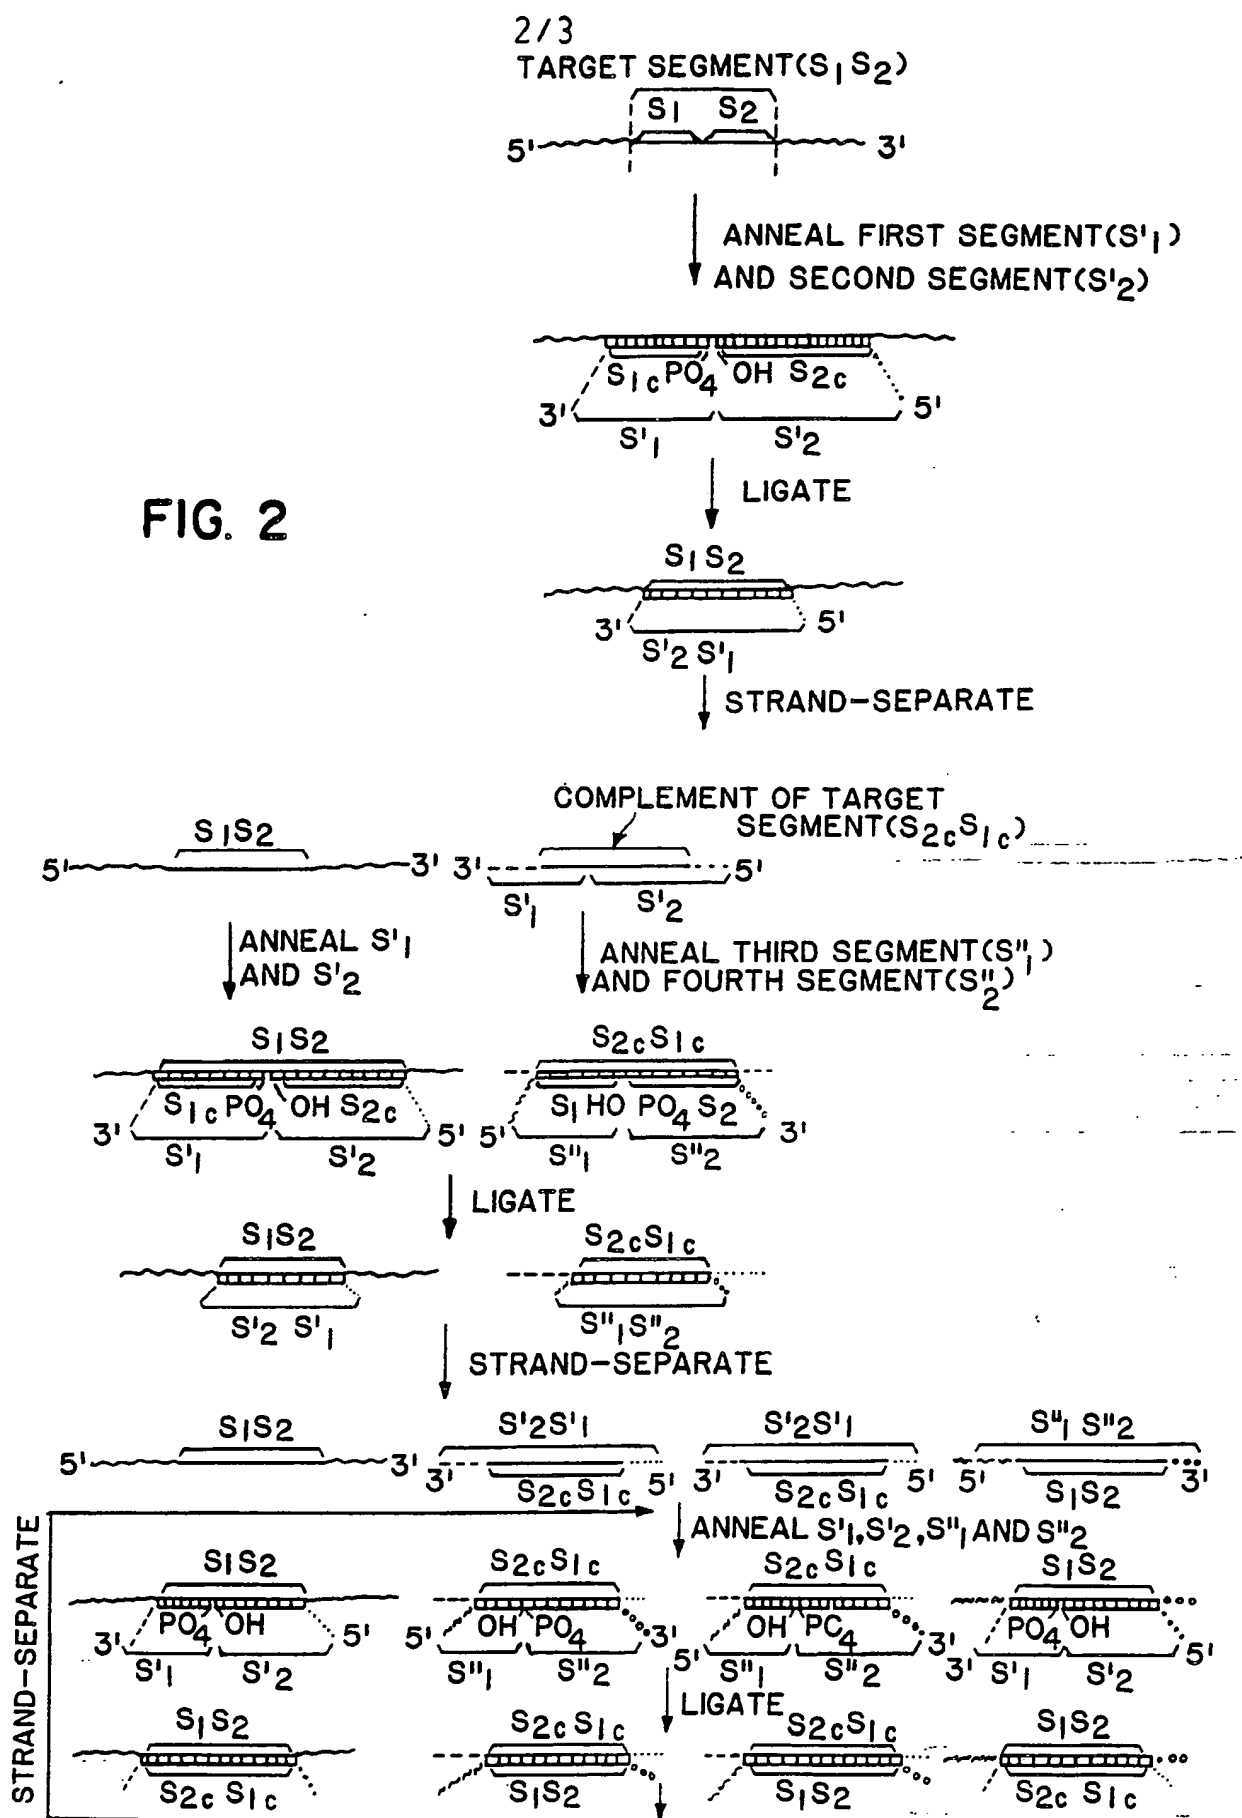 2/3
TARGET SEGMENT(S1S2)
S1 S2
5' 3'
ANNEAL FIRST SEGMENT(S'1)
AND SECOND SEGMENT(S'2)
S1c PO4 OH S2c
3' 5'
S'1 S'2
LIGATE
FIG. 2
S1S2
3' 5'
S'2 S'1
STRAND-SEPARATE
COMPLEMENT OF TARGET
SEGMENT(S2cS1c)
S1S2
5' 3' 3' 5'
S'1 S'2
ANNEAL S'1
AND S'2
ANNEAL THIRD SEGMENT(S"1)
AND FOURTH SEGMENT(S"2)
S1S2 S2cS1c
S1c PO4 OH S2c S1 HO PO4 S2
3' 5' 5' 3'
S'1 S'2 S"1 S"2
LIGATE
S1S2 S2cS1c
S'2 S'1 S"1S"2
STRAND-SEPARATE
S1S2 S'2S'1 S'2S'1 S"1 S"2
5' 3' 3' 5' 3' 5' 5' 3'
S2cS1c S2cS1c S1S2
ANNEAL S'1,S'2,S"1 AND S"2
STRAND-SEPARATE
S1S2 S2cS1c S2cS1c S1S2
PO4 OH OH PO4 OH PO4 PO4 OH
3' 5' 3' 5' 3' 3' 5'
S'1 S'2 S"1 S"2 S"1 S"2 S'1 S'2
LIGATE
S1S2 S2cS1c S2cS1c S1S2
S2c S1c S1S2 S1S2 S2c S1c